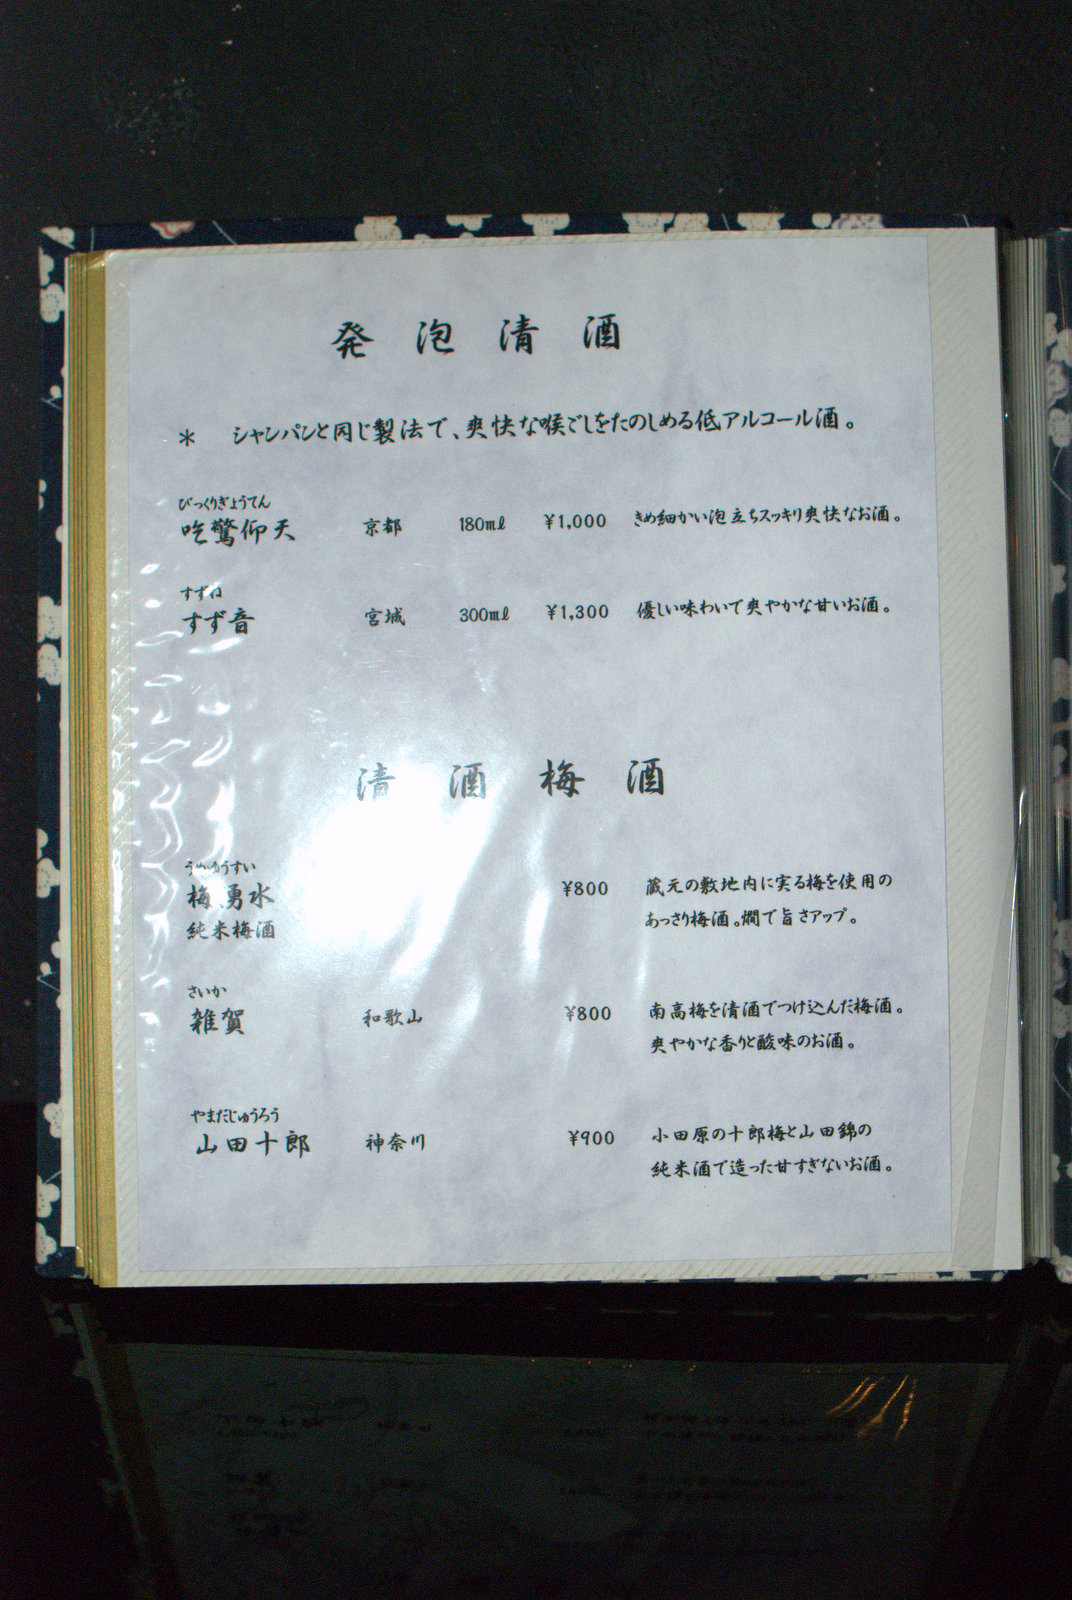 発泡清酒
* シャンパンと同じ製法で、爽快な喉ごしをたのしめる低アルコール酒。
びっくりぎょうてん
吃驚仰天 京都 180ml ¥1,000 きめ細かい泡立ちスッキリ爽快なお酒。
すずね
すず音 宮城 300ml ¥1,300 優しい味わいで爽やかな甘いお酒。
清酒梅酒
うめゆうすい
梅勇水 ¥800 蔵元の敷地内に実る梅を使用の
純米梅酒 あっさり梅酒。燗で旨さアップ。
さいか
雑賀 和歌山 ¥800 南高梅を清酒でつけ込んだ梅酒。
爽やかな香りと酸味のお酒。
やまだじゅうろう
山田十郎 神奈川 ¥900 小田原の十郎梅と山田錦の
純米酒で造った甘すぎないお酒。